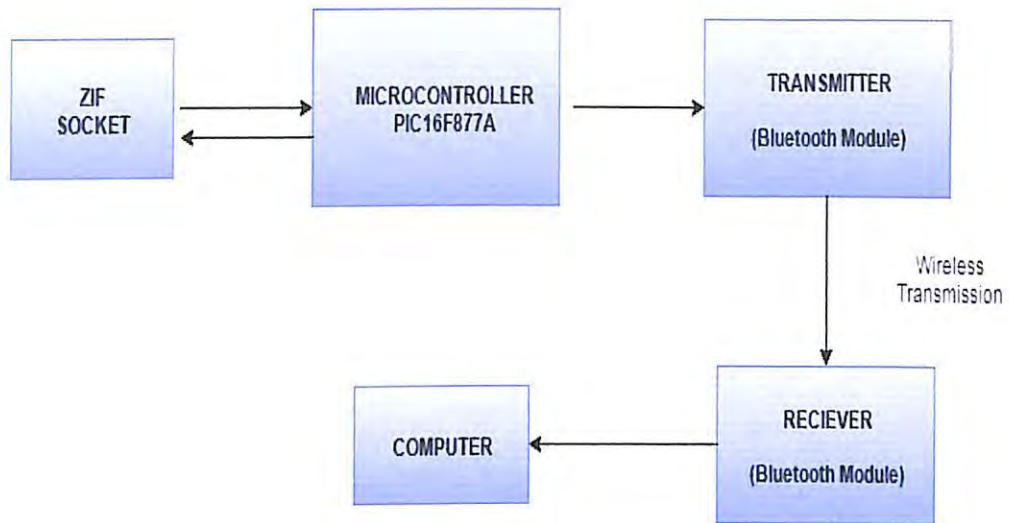 ZIF
SOCKET
MICROCONTROLLER
PIC16F877A
TRANSMITTER
(Bluetooth Module)
Wireless
Transmission
COMPUTER
RECIEVER
(Bluetooth Module)